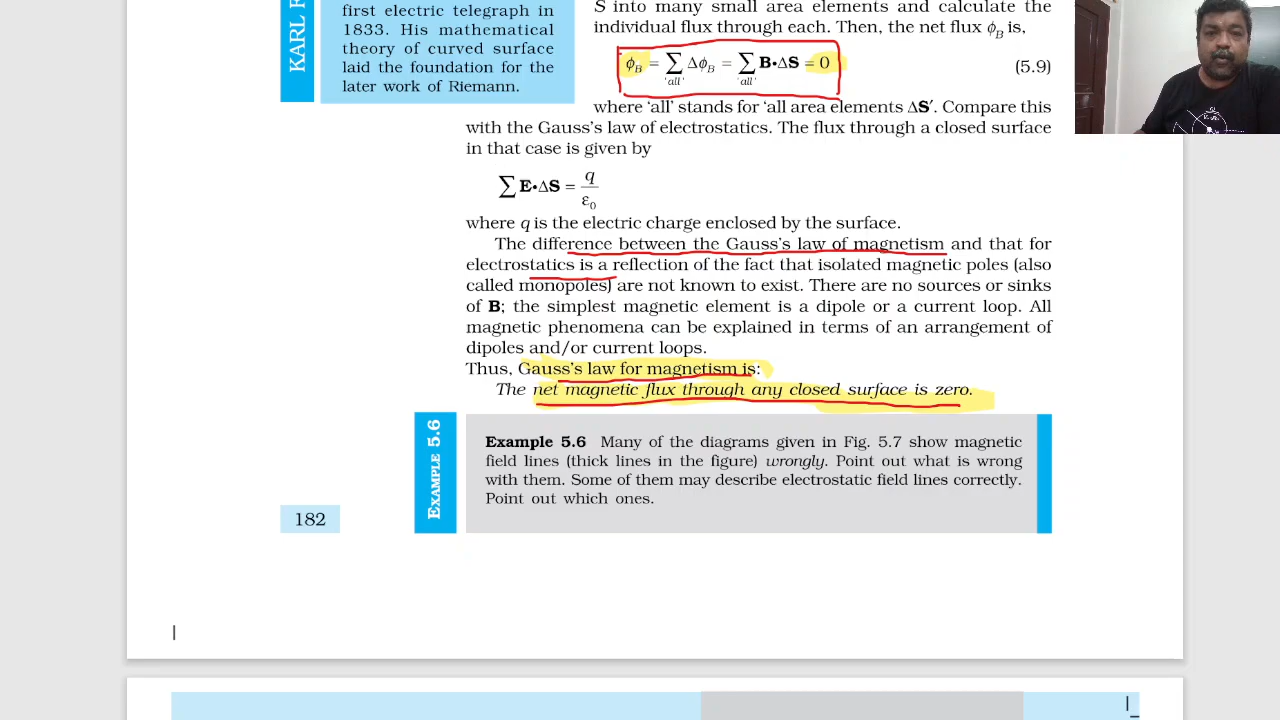 KARL F
first electric telegraph in
1833. His mathematical
theory of curved surface
laid the foundation for the
later work of Riemann.
S into many small area elements and calculate the
individual flux through each. Then, the net flux ϕB is,
ϕB = ∑ ΔϕB = ∑ B•ΔS = 0 (5.9)
'all' 'all'
where ‘all’ stands for ‘all area elements ΔS′. Compare this
with the Gauss’s law of electrostatics. The flux through a closed surface
in that case is given by
∑ E•ΔS = q/ε0
where q is the electric charge enclosed by the surface.
The difference between the Gauss’s law of magnetism and that for
electrostatics is a reflection of the fact that isolated magnetic poles (also
called monopoles) are not known to exist. There are no sources or sinks
of B; the simplest magnetic element is a dipole or a current loop. All
magnetic phenomena can be explained in terms of an arrangement of
dipoles and/or current loops.
Thus, Gauss’s law for magnetism is:
The net magnetic flux through any closed surface is zero.
EXAMPLE 5.6
Example 5.6 Many of the diagrams given in Fig. 5.7 show magnetic
field lines (thick lines in the figure) wrongly. Point out what is wrong
with them. Some of them may describe electrostatic field lines correctly.
Point out which ones.
182